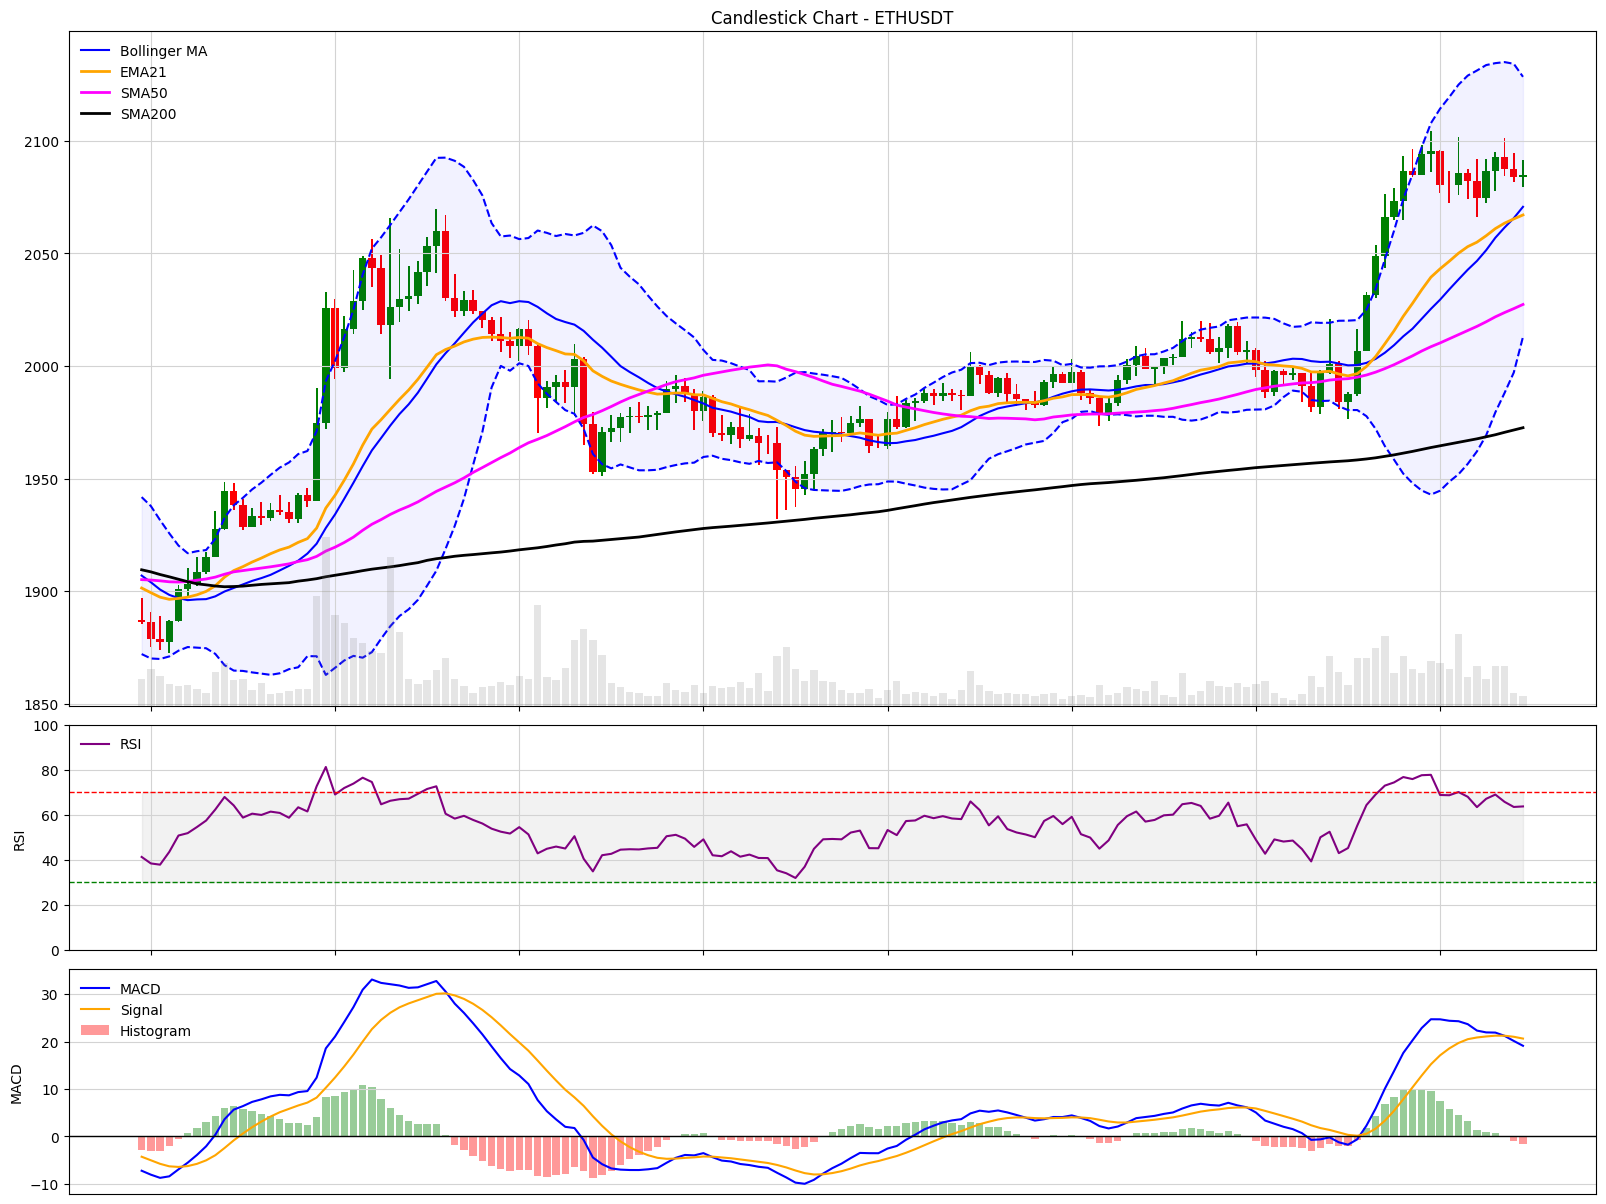 Candlestick Chart - ETHUSDT
Bollinger MA
EMA21
SMA50
SMA200
2100
2050
2000
1950
1900
1850
RSI
100
80
60
40
20
0
RSI
MACD
Signal
Histogram
30
20
10
0
−10
MACD